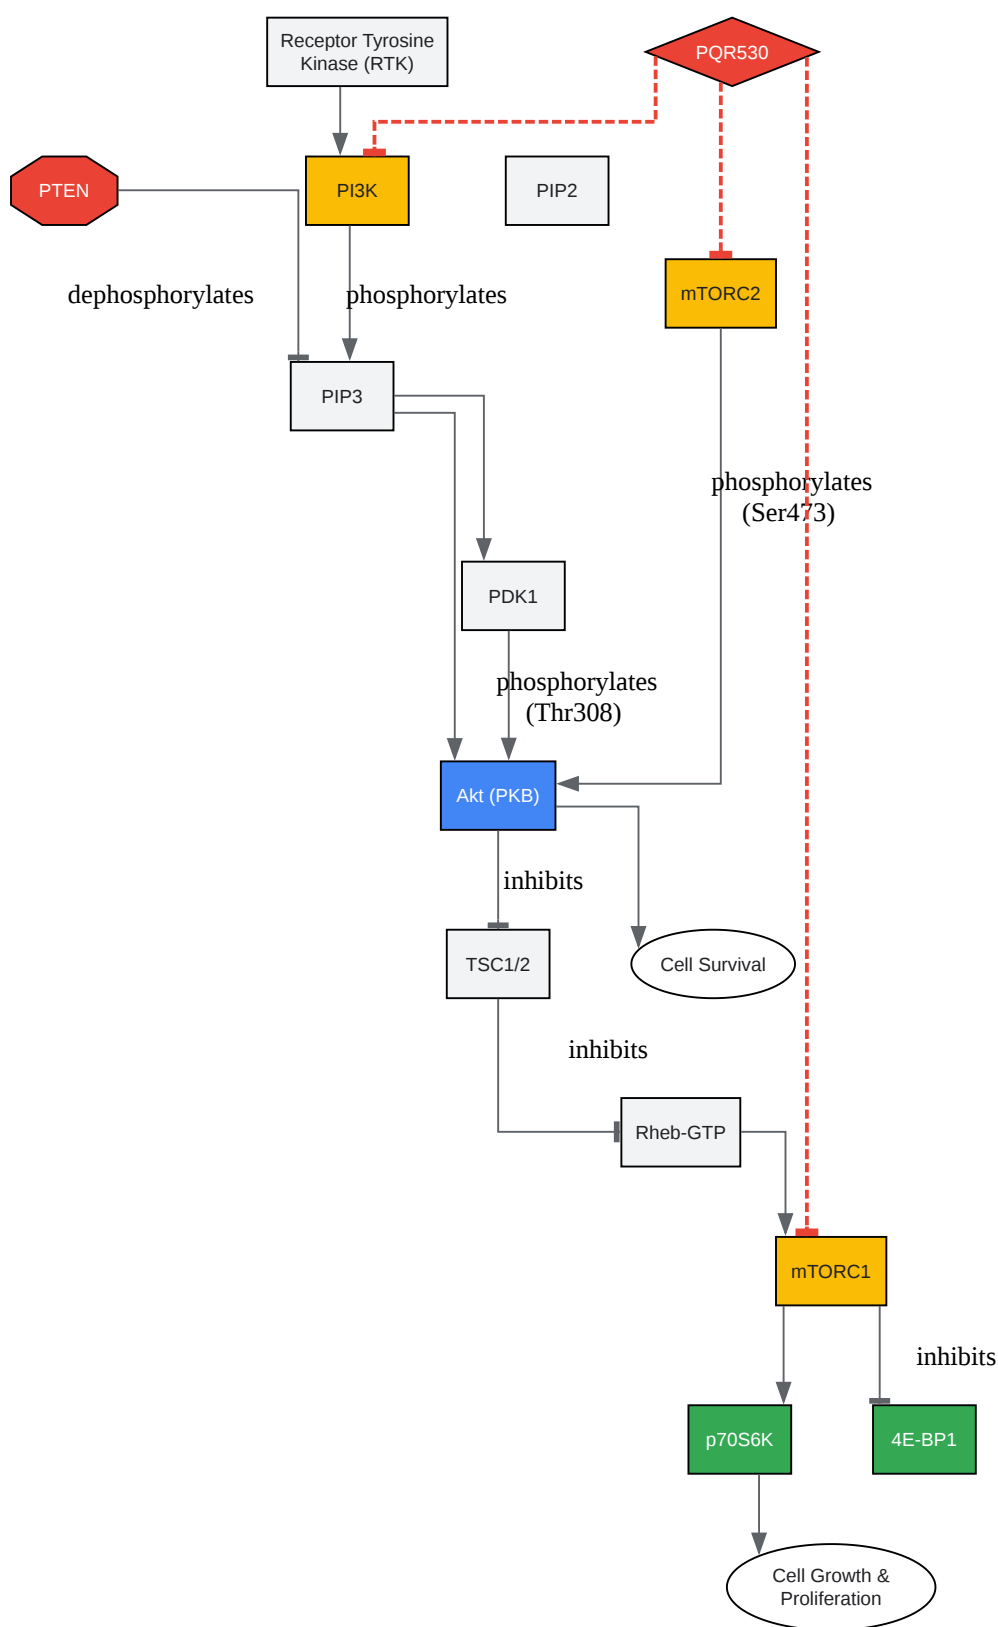 Receptor Tyrosine
Kinase (RTK)
PQR530
PTEN
PI3K
PIP2
dephosphorylates
phosphorylates
mTORC2
PIP3
phosphorylates
(Ser473)
PDK1
phosphorylates
(Thr308)
Akt (PKB)
inhibits
TSC1/2
Cell Survival
inhibits
Rheb-GTP
mTORC1
inhibits
p70S6K
4E-BP1
Cell Growth &
Proliferation